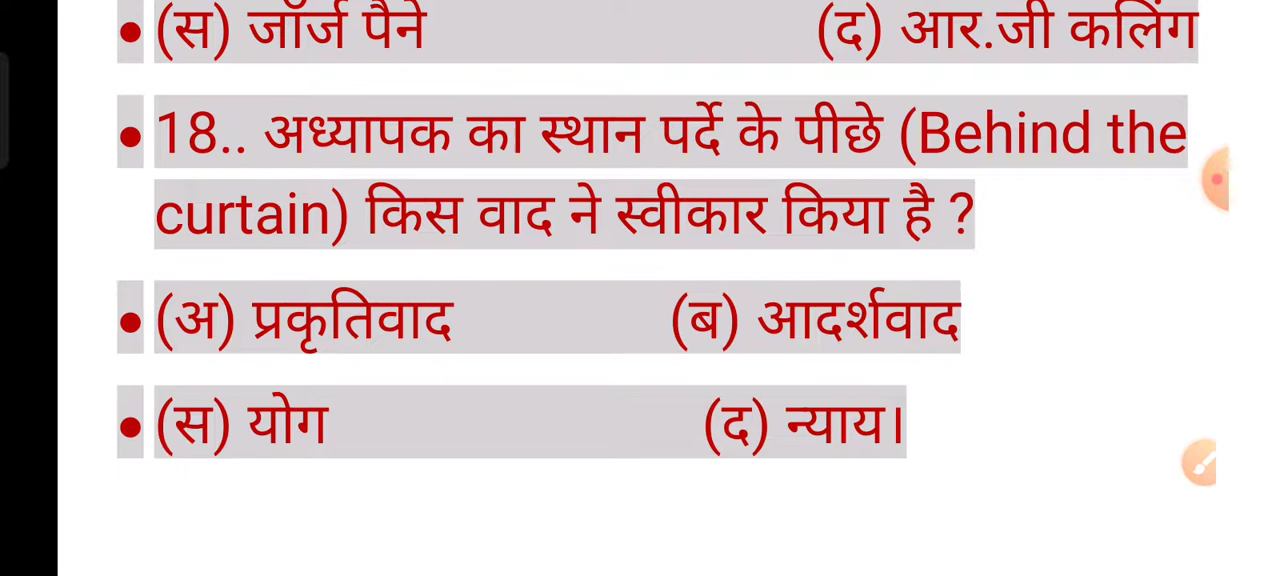 • (स) जॉर्ज पैने (द) आर.जी कलिंग
• 18.. अध्यापक का स्थान पर्दे के पीछे (Behind the
curtain) किस वाद ने स्वीकार किया है ?
• (अ) प्रकृतिवाद (ब) आदर्शवाद
• (स) योग (द) न्याय।